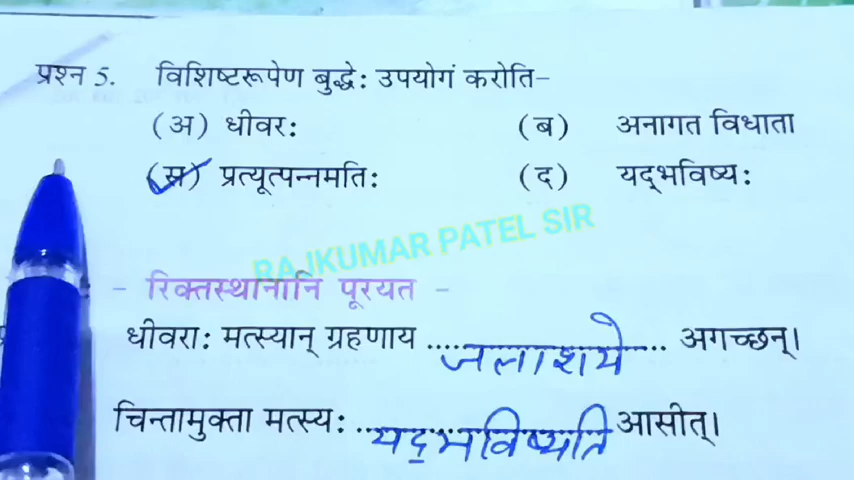 प्रश्न 5. विशिष्टरूपेण बुद्धेः उपयोगं करोति-
(अ) धीवरः (ब) अनागत विधाता
(स) प्रत्यूत्पन्नमतिः (द) यद्भविष्यः
RAJKUMAR PATEL SIR
- रिक्तस्थानानि पूरयत -
धीवराः मत्स्यान् ग्रहणाय ....जलाशये.... अगच्छन्।
चिन्तामुक्ता मत्स्यः ....यद्भविष्यति आसीत्।